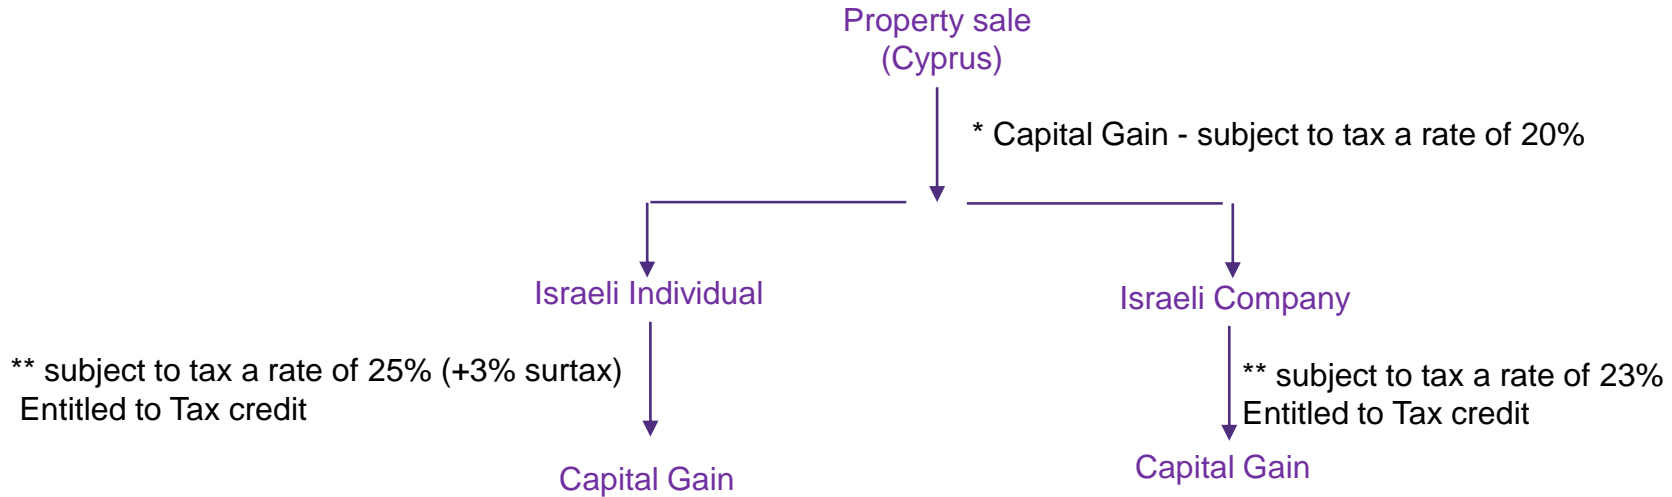 Property sale
(Cyprus)
* Capital Gain - subject to tax a rate of 20%
Israeli Individual
Israeli Company
** subject to tax a rate of 25% (+3% surtax)
Entitled to Tax credit
** subject to tax a rate of 23%
Entitled to Tax credit
Capital Gain
Capital Gain